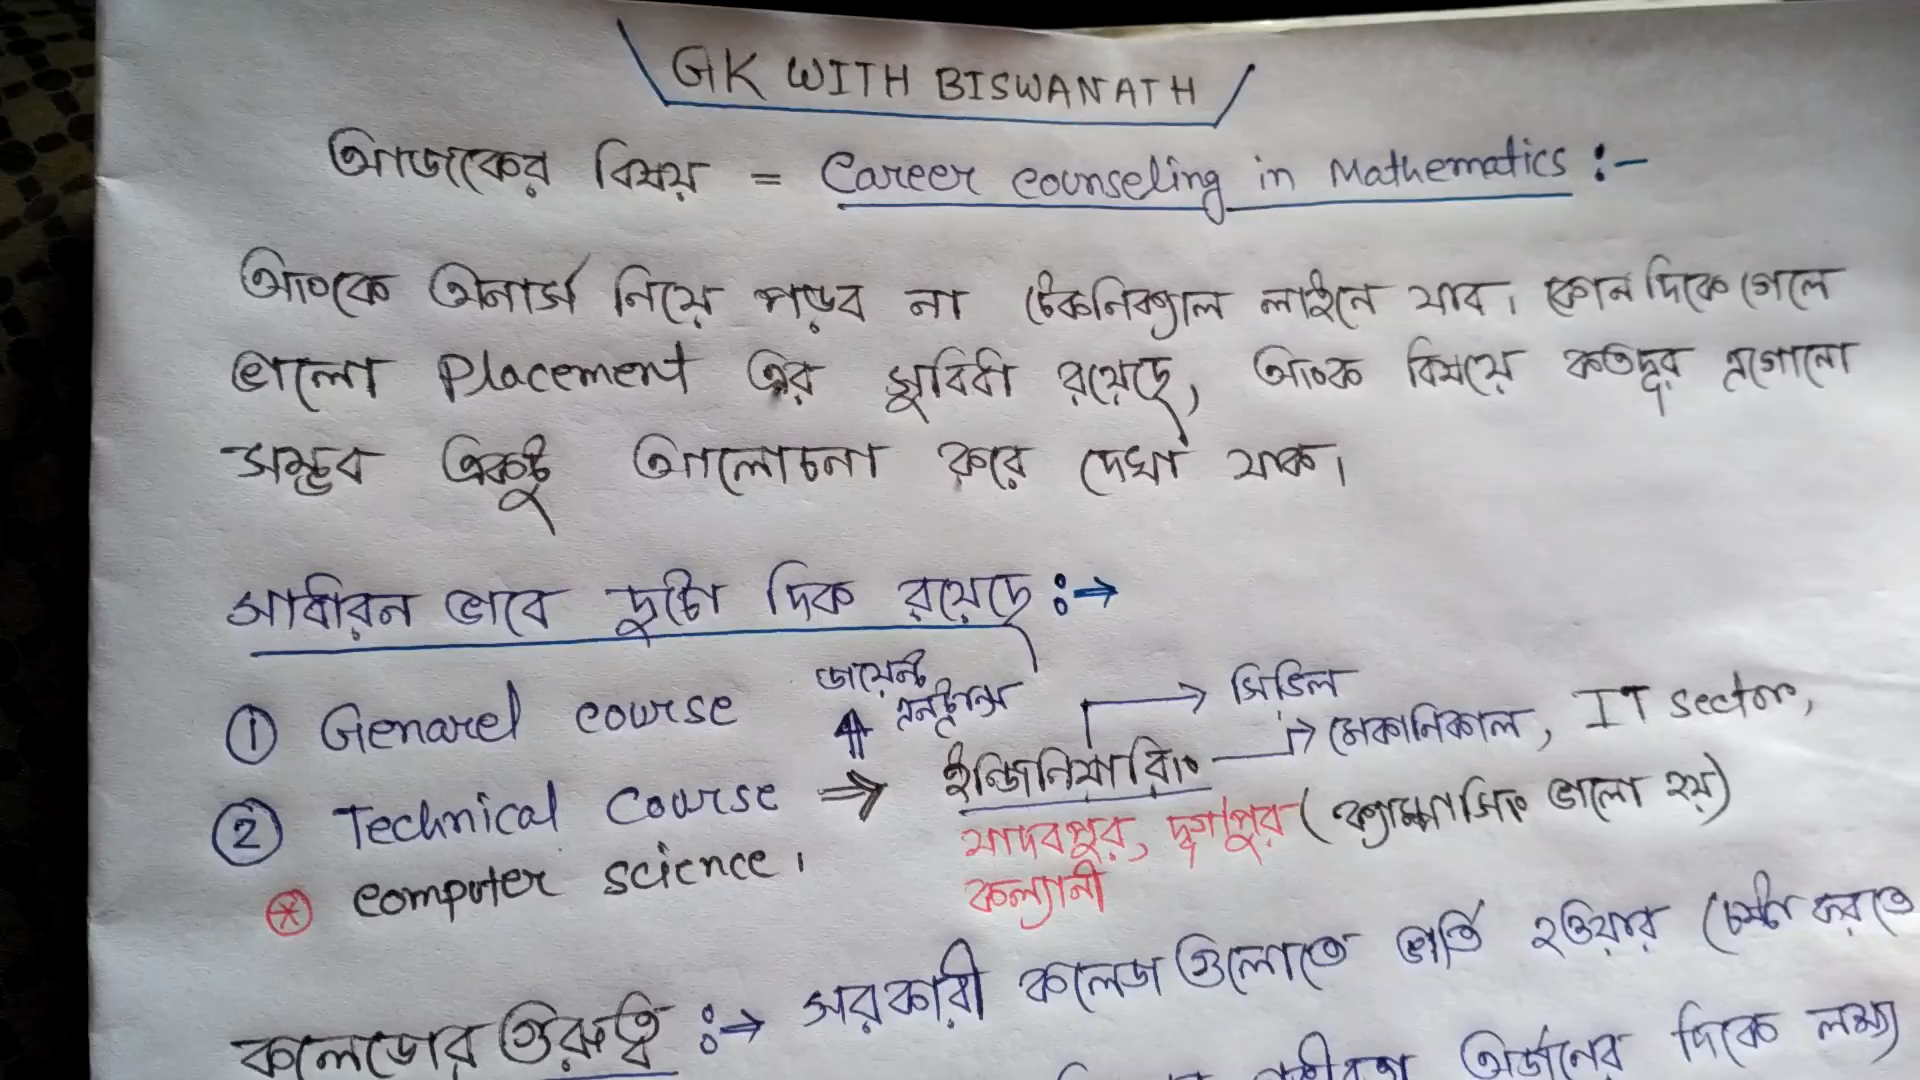 GK WITH BISWANATH
আজকের বিষয় = Career counseling in Mathematics :-
আংকে অনার্স নিয়ে পড়ব না টেকনিক্যাল লাইনে যাব। কোন দিকে গেলে
ভালো Placement এর সুবিধা রয়েছে, আংক বিষয়ে কতদূর এগোনো
সম্ভব একটু আলোচনা করে দেখা যাক।
সাধারন ভাবে দুটো দিক রয়েছে :→
① Genarel course
জয়েন্ট
এনট্রান্স
→ সিভিল
→ মেকানিকাল, IT sector,
② Technical Course ⇒ ইন্জিনিয়ারিং
যাদবপুর, দূর্গাপুর (ক্যাম্পাসিং ভালো হয়)
কল্যানী
* computer science.
কলেজের গুরুত্ব :→ সরকারী কলেজ গুলোতে ভর্তি হওয়ার চেষ্টা করতে
অর্জনের দিকে লক্ষ্য